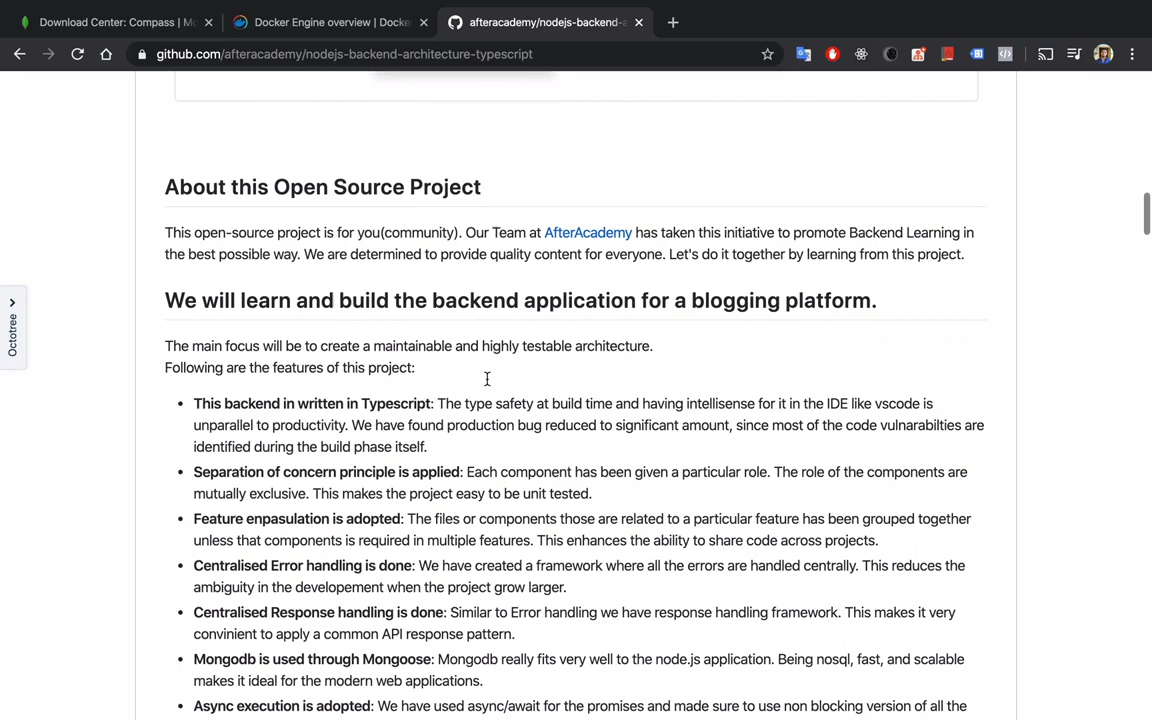 Download Center: Compass | M
Docker Engine overview | Docke
afteracademy/nodejs-backend-a
github.com/afteracademy/nodejs-backend-architecture-typescript
Octotree
About this Open Source Project
This open-source project is for you(community). Our Team at AfterAcademy has taken this initiative to promote Backend Learning in
the best possible way. We are determined to provide quality content for everyone. Let's do it together by learning from this project.
We will learn and build the backend application for a blogging platform.
The main focus will be to create a maintainable and highly testable architecture.
Following are the features of this project:
• This backend in written in Typescript: The type safety at build time and having intellisense for it in the IDE like vscode is
unparallel to productivity. We have found production bug reduced to significant amount, since most of the code vulnarabilties are
identified during the build phase itself.
• Separation of concern principle is applied: Each component has been given a particular role. The role of the components are
mutually exclusive. This makes the project easy to be unit tested.
• Feature enpasulation is adopted: The files or components those are related to a particular feature has been grouped together
unless that components is required in multiple features. This enhances the ability to share code across projects.
• Centralised Error handling is done: We have created a framework where all the errors are handled centrally. This reduces the
ambiguity in the developement when the project grow larger.
• Centralised Response handling is done: Similar to Error handling we have response handling framework. This makes it very
convinient to apply a common API response pattern.
• Mongodb is used through Mongoose: Mongodb really fits very well to the node.js application. Being nosql, fast, and scalable
makes it ideal for the modern web applications.
• Async execution is adopted: We have used async/await for the promises and made sure to use non blocking version of all the